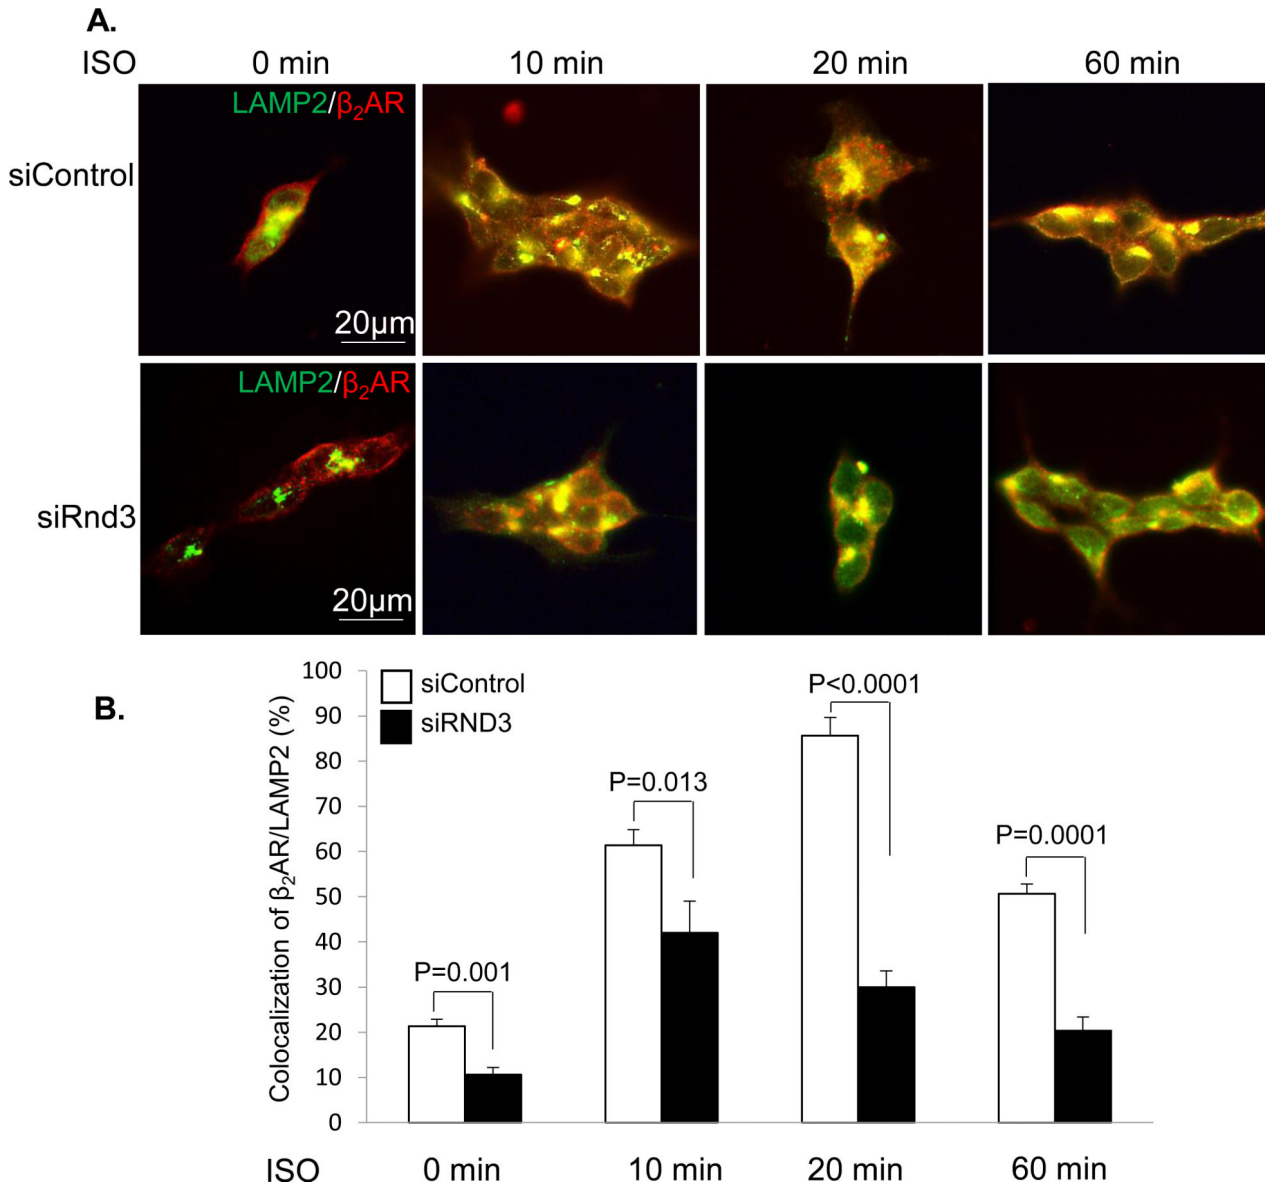 A.
ISO 0 min 10 min 20 min 60 min
siControl
LAMP2/β₂AR
20μm
siRnd3
LAMP2/β₂AR
20μm
B.
Colocalization of β₂AR/LAMP2 (%)
100
90
80
70
60
50
40
30
20
10
0
siControl
siRND3
P=0.001
P=0.013
P<0.0001
P=0.0001
ISO 0 min 10 min 20 min 60 min